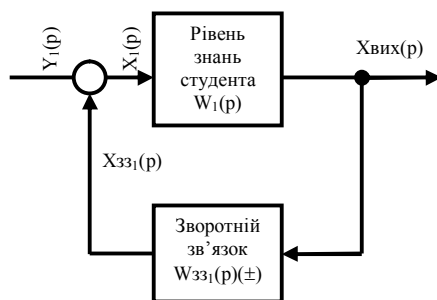 Y₁(p)
X₁(p)
Рівень
знань
студента
W₁(p)
Xвих(p)
Xзз₁(p)
Зворотній
зв’язок
Wзз₁(p)(±)